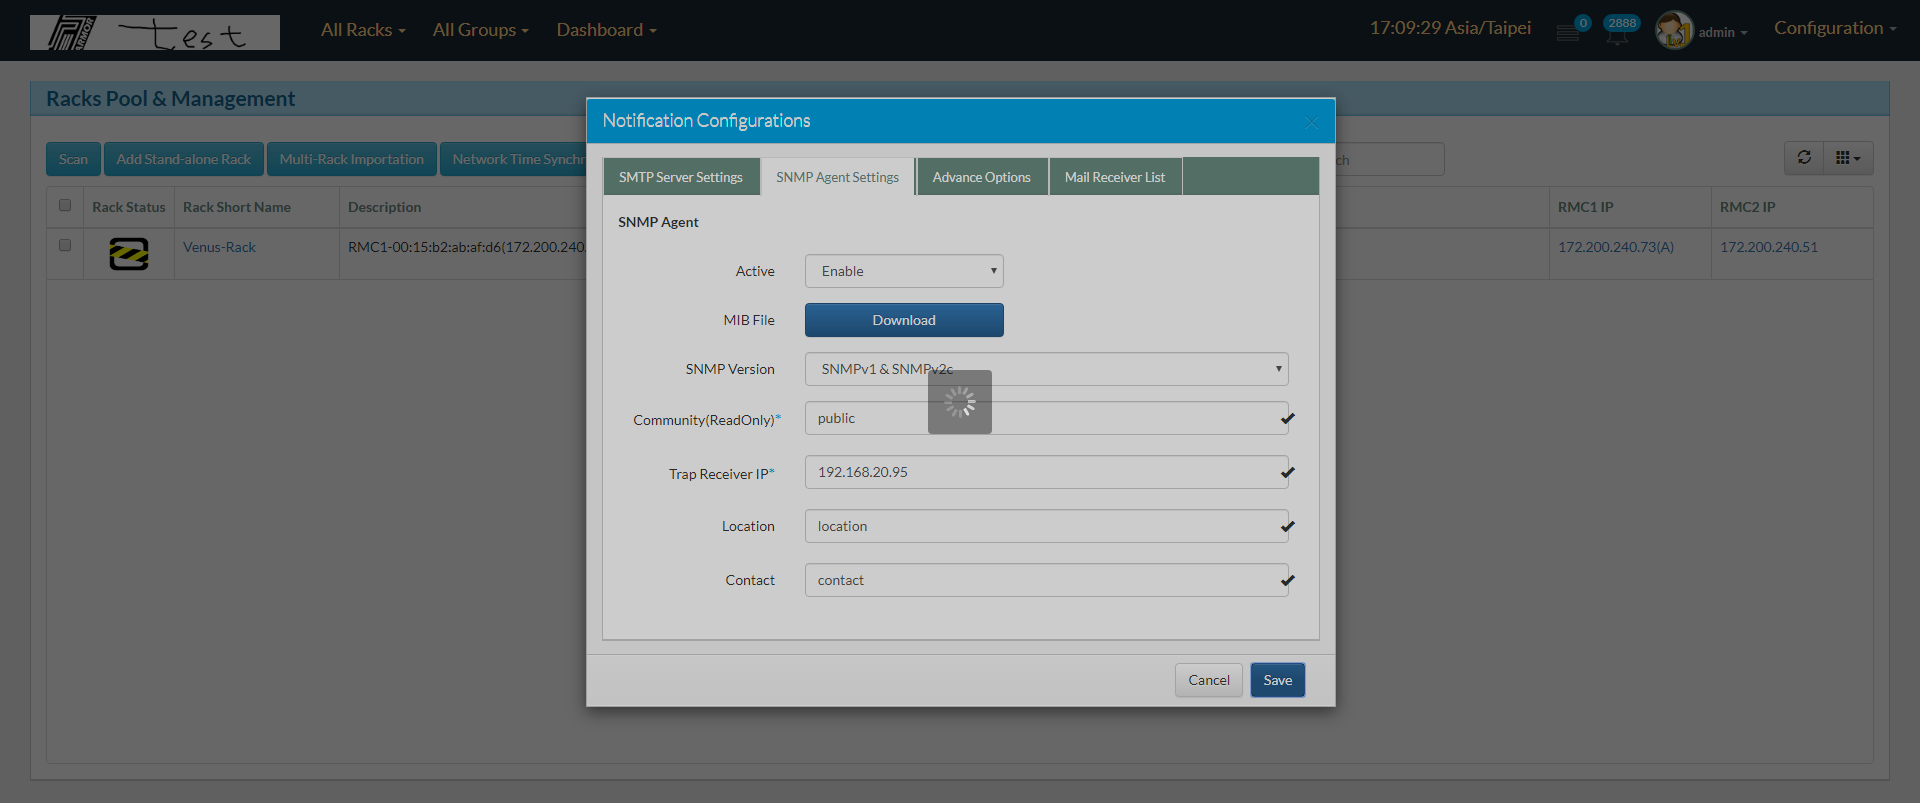 ARMOR test
All Racks
All Groups
Dashboard
17:09:29 Asia/Taipei
0
2888
admin
Configuration
Racks Pool & Management
Scan
Add Stand-alone Rack
Multi-Rack Importation
Network Time Synchr
ch
Rack Status
Rack Short Name
Description
RMC1 IP
RMC2 IP
Venus-Rack
RMC1-00:15:b2:ab:af:d6(172.200.240.
172.200.240.73(A)
172.200.240.51
Notification Configurations
×
SMTP Server Settings
SNMP Agent Settings
Advance Options
Mail Receiver List
SNMP Agent
Active
Enable
MIB File
Download
SNMP Version
SNMPv1 & SNMPv2c
Community(ReadOnly)*
public
Trap Receiver IP*
192.168.20.95
Location
location
Contact
contact
Cancel
Save